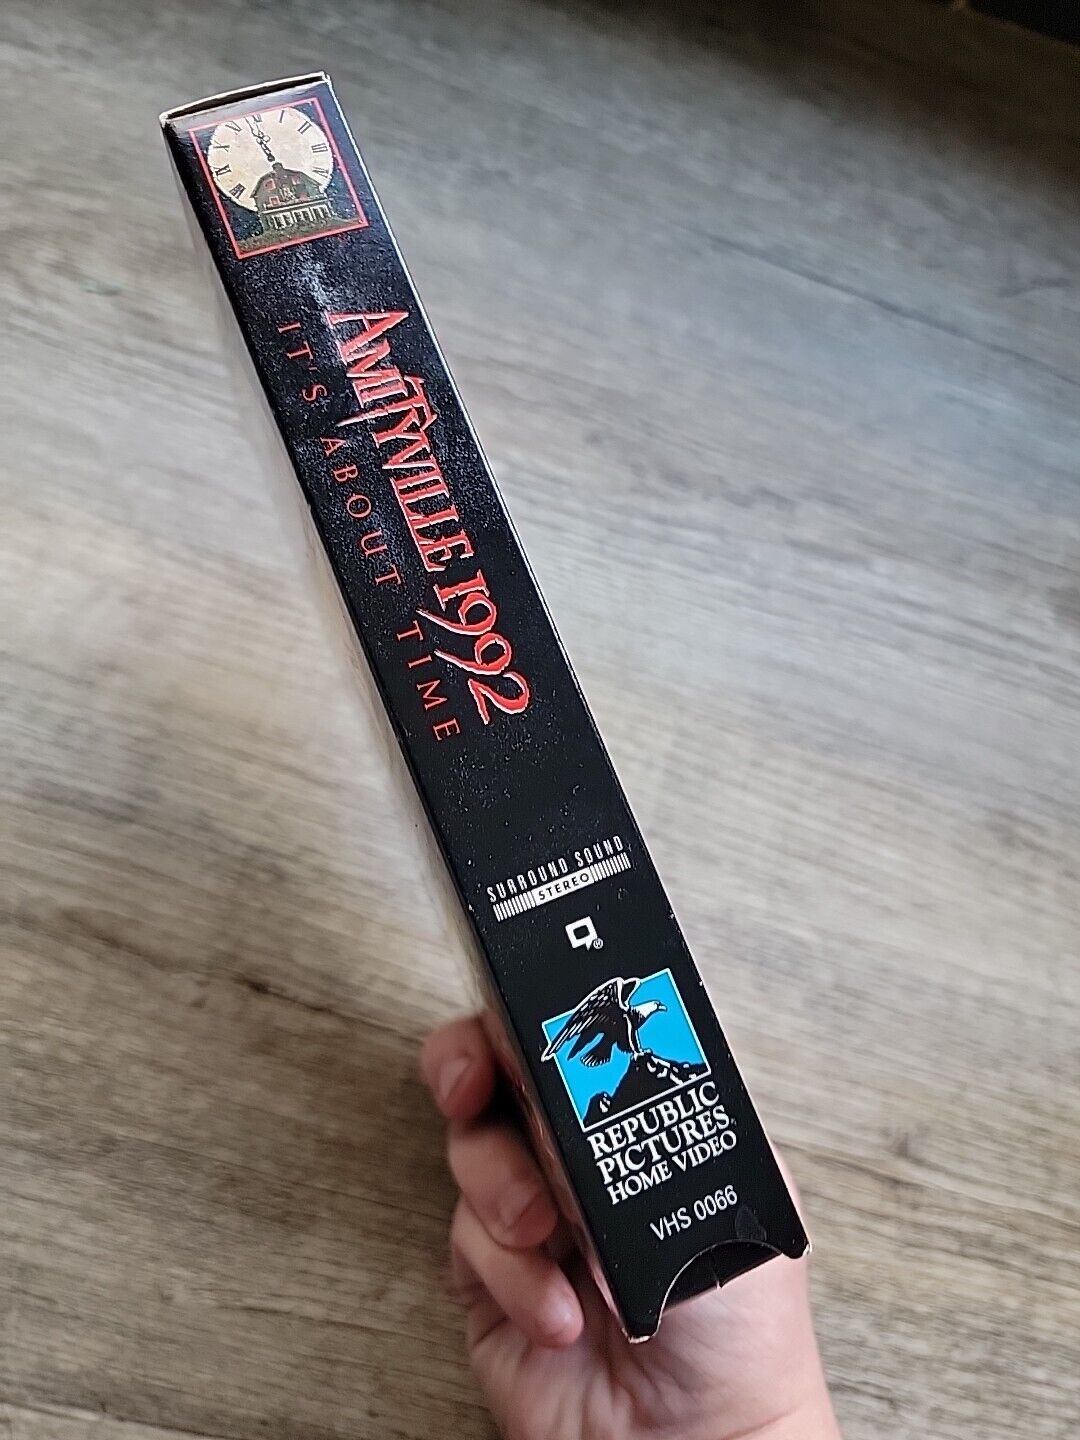 AMITYVILLE 1992
IT'S ABOUT TIME
SURROUND SOUND
STEREO
REPUBLIC
PICTURES
HOME VIDEO
VHS 0066